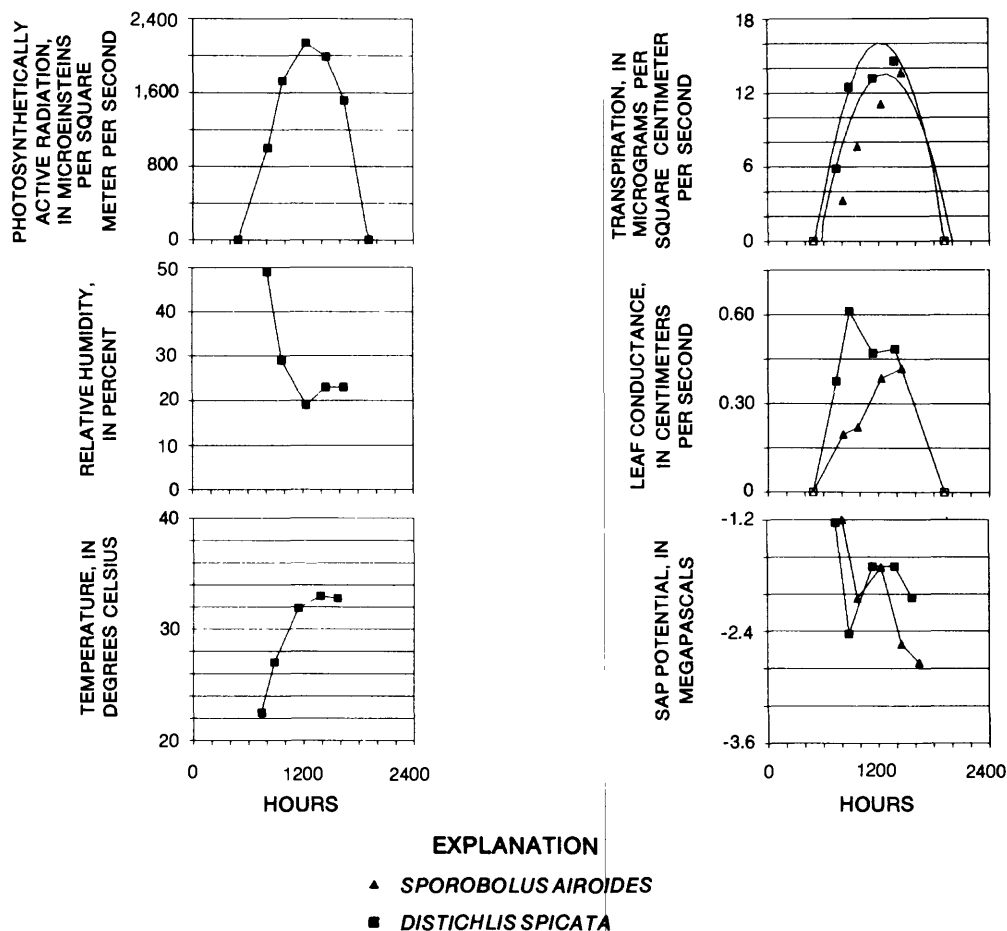 PHOTOSYNTHETICALLY
ACTIVE RADIATION,
IN MICROEINSTEINS
PER SQUARE
METER PER SECOND
2,400
1,600
800
0
TRANSPIRATION, IN
MICROGRAMS PER
SQUARE CENTIMETER
PER SECOND
18
12
6
0
RELATIVE HUMIDITY,
IN PERCENT
50
40
30
20
10
0
LEAF CONDUCTANCE,
IN CENTIMETERS
PER SECOND
0.60
0.30
0
TEMPERATURE, IN
DEGREES CELSIUS
40
30
20
0 1200 2400
HOURS
SAP POTENTIAL, IN
MEGAPASCALS
-1.2
-2.4
-3.6
0 1200 2400
HOURS
EXPLANATION
SPOROBOLUS AIROIDES
DISTICHLIS SPICATA